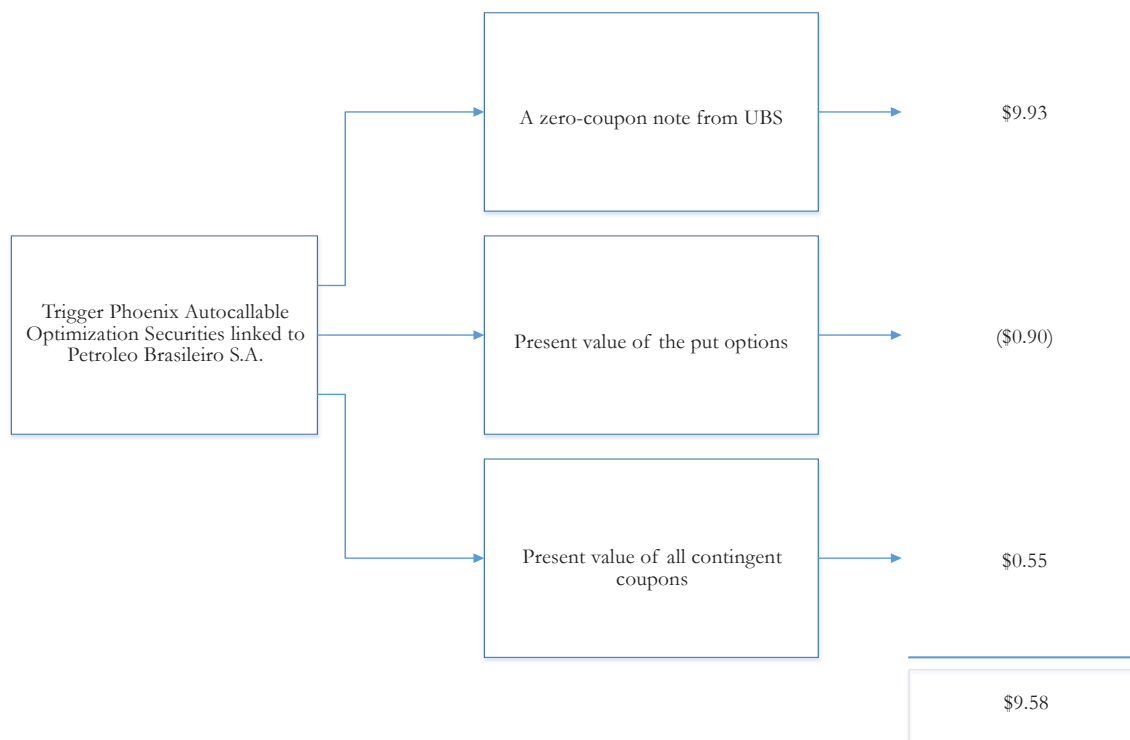 A zero-coupon note from UBS
$9.93
Trigger Phoenix Autocallable
Optimization Securities linked to
Petroleo Brasileiro S.A.
Present value of the put options
($0.90)
Present value of all contingent
coupons
$0.55
$9.58